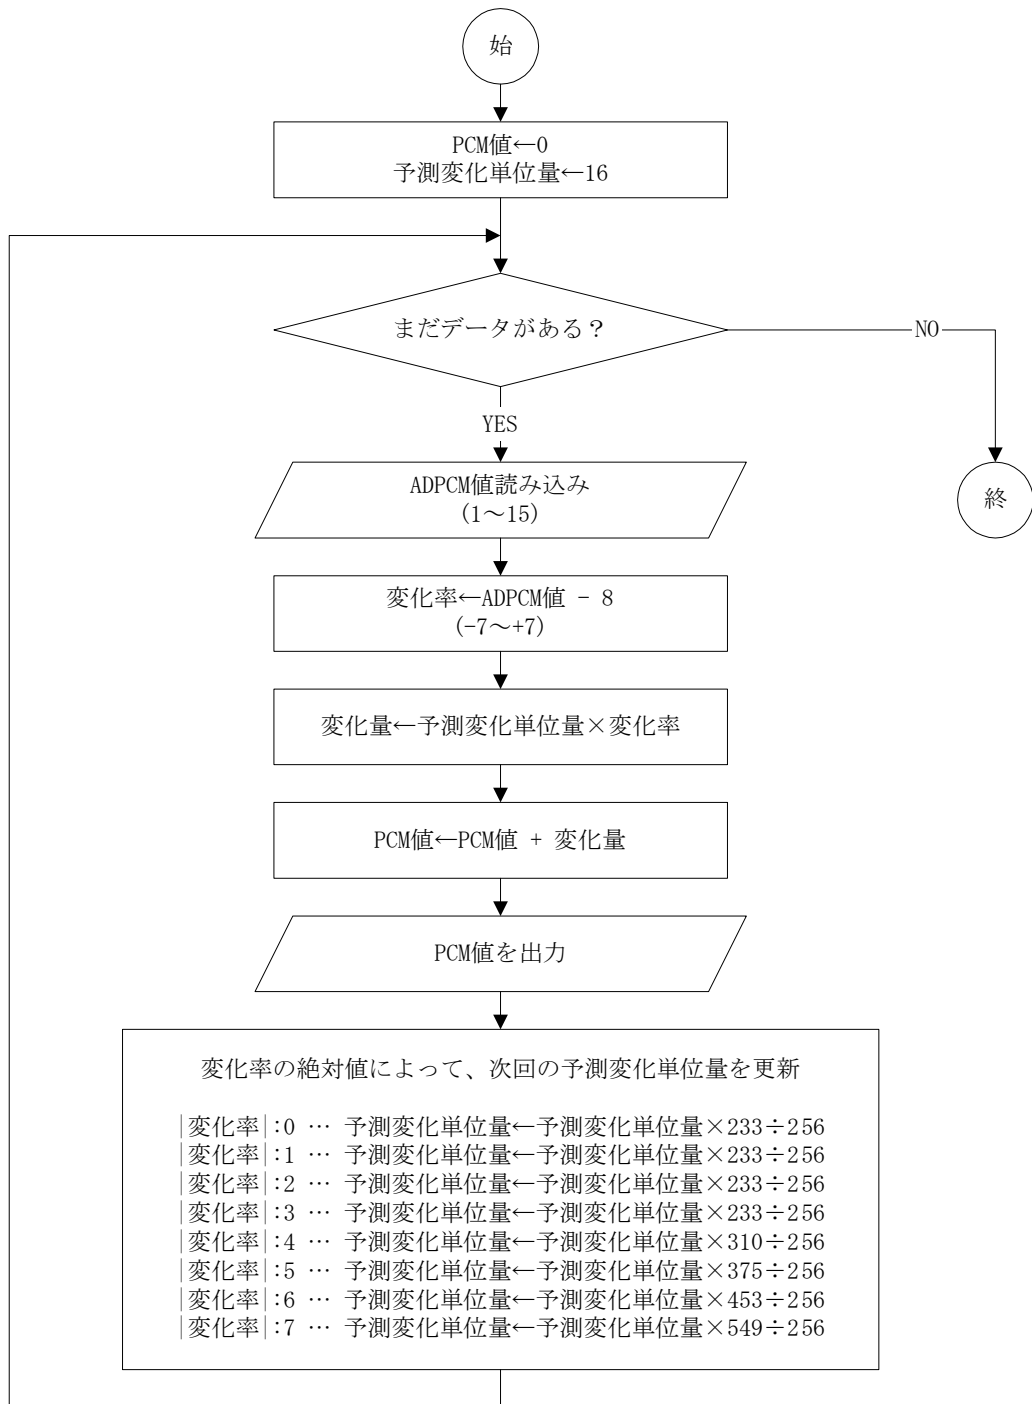 始
PCM値←0
予測変化単位量←16
まだデータがある？
NO
YES
ADPCM値読み込み
(1～15)
終
変化率←ADPCM値 - 8
(-7～+7)
変化量←予測変化単位量×変化率
PCM値←PCM値 + 変化量
PCM値を出力
変化率の絶対値によって、次回の予測変化単位量を更新
|変化率|:0 … 予測変化単位量←予測変化単位量×233÷256
|変化率|:1 … 予測変化単位量←予測変化単位量×233÷256
|変化率|:2 … 予測変化単位量←予測変化単位量×233÷256
|変化率|:3 … 予測変化単位量←予測変化単位量×233÷256
|変化率|:4 … 予測変化単位量←予測変化単位量×310÷256
|変化率|:5 … 予測変化単位量←予測変化単位量×375÷256
|変化率|:6 … 予測変化単位量←予測変化単位量×453÷256
|変化率|:7 … 予測変化単位量←予測変化単位量×549÷256